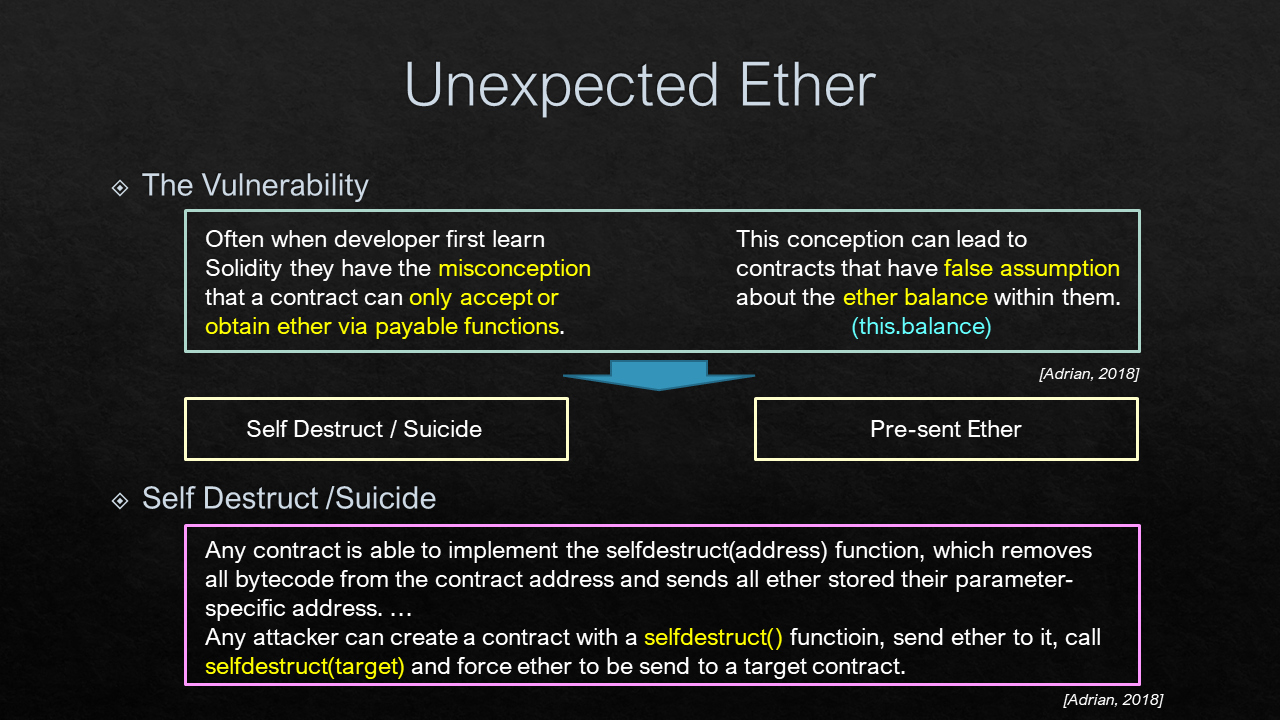 Unexpected Ether
The Vulnerability
Often when developer first learn
Solidity they have the misconception
that a contract can only accept or
obtain ether via payable functions.
This conception can lead to
contracts that have false assumption
about the ether balance within them.
(this.balance)
[Adrian, 2018]
Self Destruct / Suicide
Pre-sent Ether
Self Destruct /Suicide
Any contract is able to implement the selfdestruct(address) function, which removes
all bytecode from the contract address and sends all ether stored their parameter-
specific address. …
Any attacker can create a contract with a selfdestruct() functioin, send ether to it, call
selfdestruct(target) and force ether to be send to a target contract.
[Adrian, 2018]